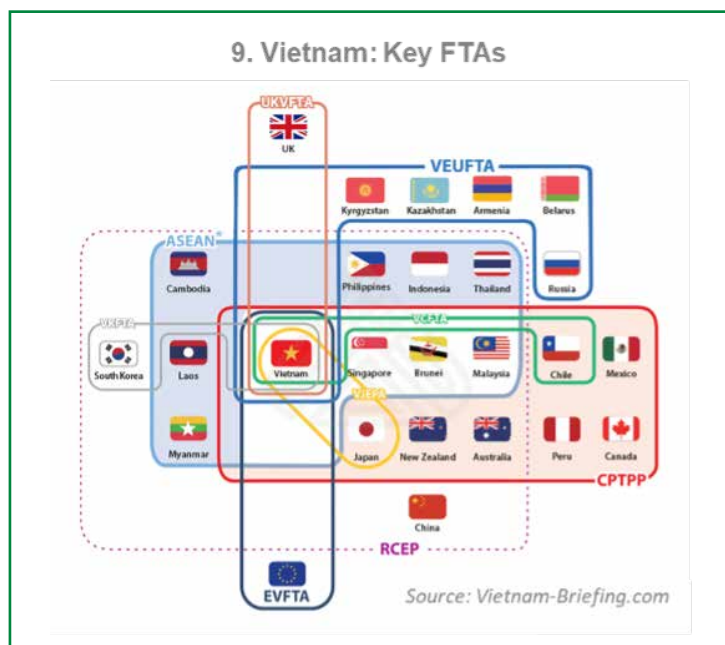 9. Vietnam: Key FTAs
UKVFTA
UK
VEUFTA
Kyrgyzstan
Kazakhstan
Armenia
Belarus
ASEAN*
Cambodia
Philippines
Indonesia
Thailand
Russia
VKFTA
VCFTA
South Korea
Laos
Vietnam
Singapore
Brunei
Malaysia
Chile
Mexico
VJEPA
Myanmar
Japan
New Zealand
Australia
Peru
Canada
CPTPP
China
RCEP
EVFTA
Source: Vietnam-Briefing.com